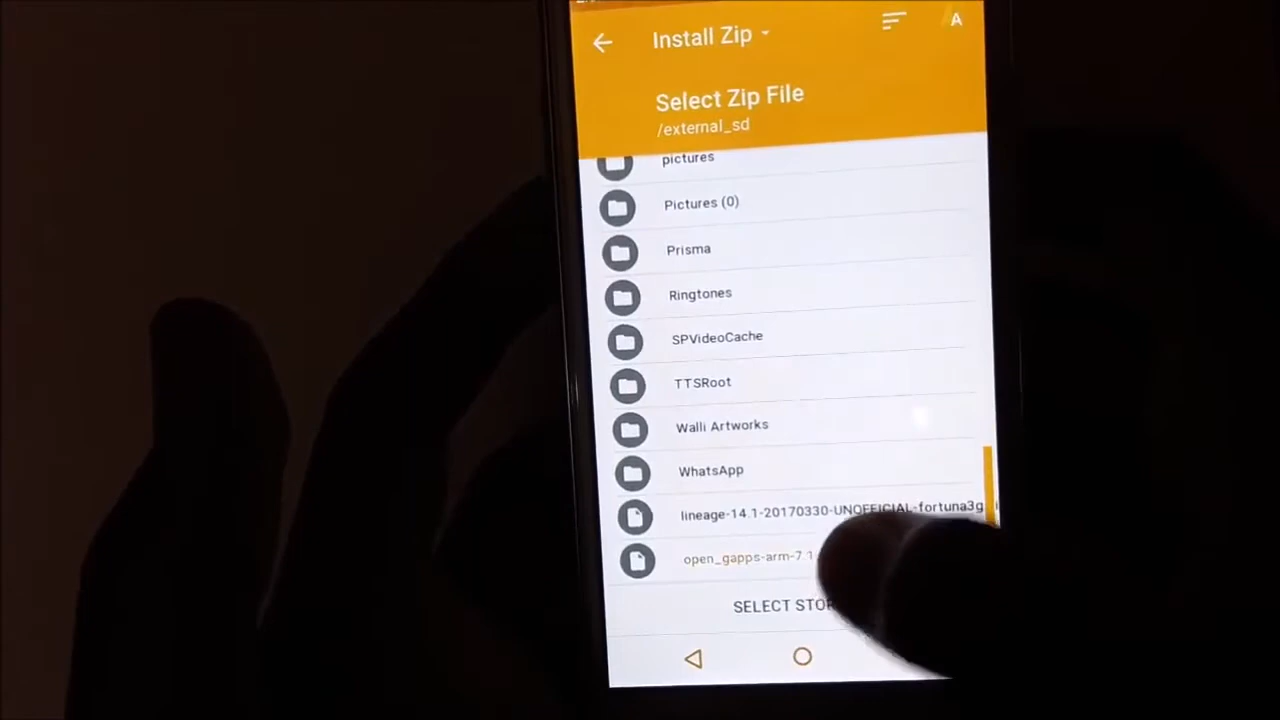 Install Zip
A
Select Zip File
/external_sd
pictures
Pictures (0)
Prisma
Ringtones
SPVideoCache
TTSRoot
Walli Artworks
WhatsApp
lineage-14.1-20170330-UNOFFICIAL-fortuna3g
open_gapps-arm-7.1
SELECT